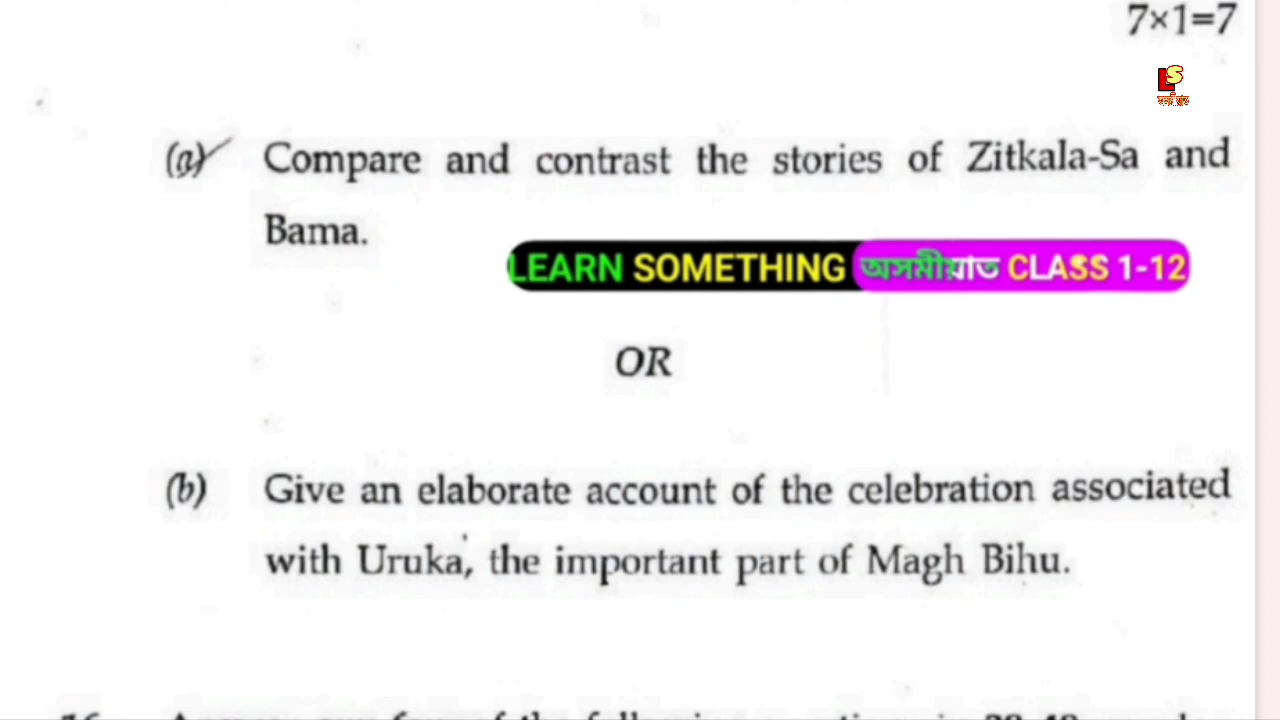 7×1=7
LS
(a) Compare and contrast the stories of Zitkala-Sa and
Bama.
LEARN SOMETHING অসমীয়াত CLASS 1-12
OR
(b) Give an elaborate account of the celebration associated
with Uruka, the important part of Magh Bihu.